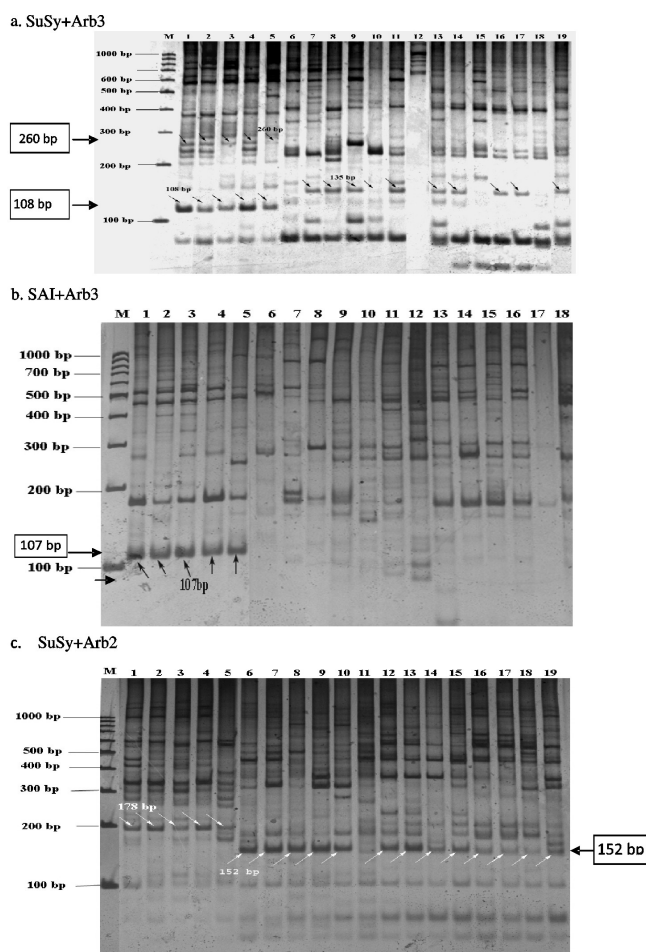 a. SuSy+Arb3
M 1 2 3 4 5 6 7 8 9 10 11 12 13 14 15 16 17 18 19
1000 bp
600 bp
500 bp
400 bp
300 bp
260 bp
260 bp
200 bp
135 bp
108 bp
108 bp
100 bp
b. SAI+Arb3
M 1 2 3 4 5 6 7 8 9 10 11 12 13 14 15 16 17 18
1000 bp
700 bp
500 bp
400 bp
300 bp
200 bp
107 bp
100 bp
107bp
c. SuSy+Arb2
M 1 2 3 4 5 6 7 8 9 10 11 12 13 14 15 16 17 18 19
1000 bp
500 bp
400 bp
300 bp
178 bp
200 bp
152 bp
152 bp
100 bp